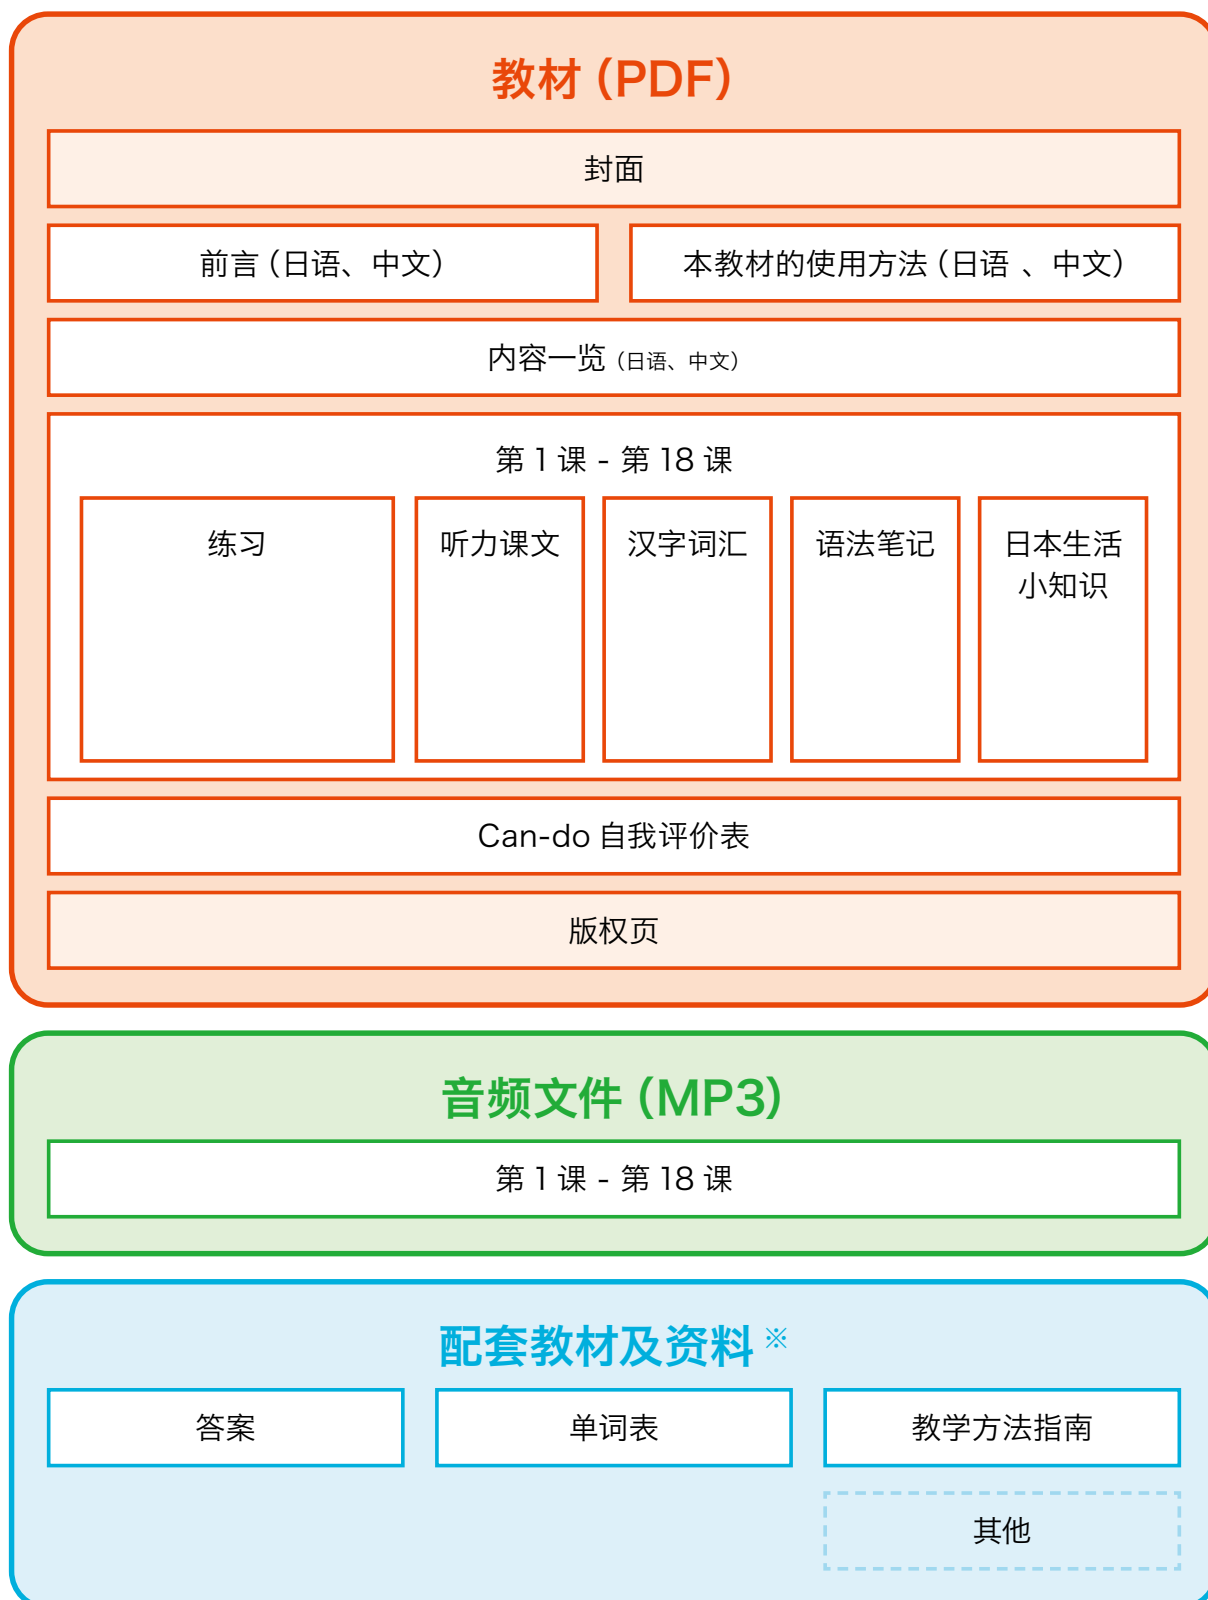 教材（PDF）
封面
前言（日语、中文）
本教材的使用方法（日语 、中文）
内容一览（日语、中文）
第 1 课 - 第 18 课
练习
听力课文
汉字词汇
语法笔记
日本生活
小知识
Can-do 自我评价表
版权页
音频文件（MP3）
第 1 课 - 第 18 课
配套教材及资料※
答案
单词表
教学方法指南
其他